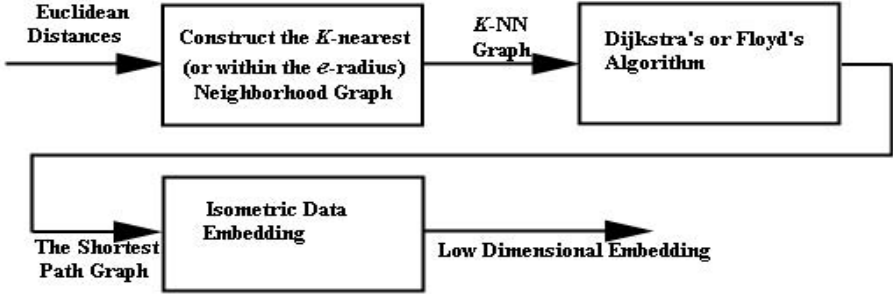 Euclidean
Distances
Construct the K-nearest
(or within the e-radius)
Neighborhood Graph
K-NN
Graph
Dijkstra's or Floyd's
Algorithm
The Shortest
Path Graph
Isometric Data
Embedding
Low Dimensional Embedding